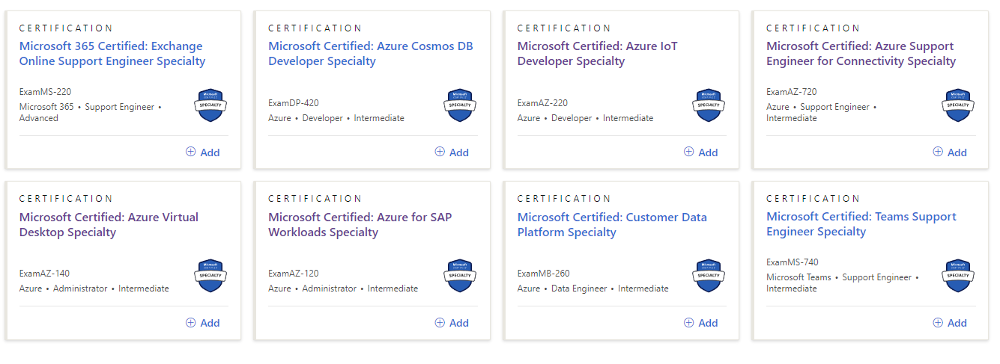 CERTIFICATION
Microsoft 365 Certified: Exchange
Online Support Engineer Specialty
ExamMS-220
Microsoft 365 • Support Engineer •
Advanced
Microsoft
CERTIFIED
SPECIALTY
Add
CERTIFICATION
Microsoft Certified: Azure Cosmos DB
Developer Specialty
ExamDP-420
Azure • Developer • Intermediate
Microsoft
CERTIFIED
SPECIALTY
Add
CERTIFICATION
Microsoft Certified: Azure IoT
Developer Specialty
ExamAZ-220
Azure • Developer • Intermediate
Microsoft
CERTIFIED
SPECIALTY
Add
CERTIFICATION
Microsoft Certified: Azure Support
Engineer for Connectivity Specialty
ExamAZ-720
Azure • Support Engineer •
Intermediate
Microsoft
CERTIFIED
SPECIALTY
Add
CERTIFICATION
Microsoft Certified: Azure Virtual
Desktop Specialty
ExamAZ-140
Azure • Administrator • Intermediate
Microsoft
CERTIFIED
SPECIALTY
Add
CERTIFICATION
Microsoft Certified: Azure for SAP
Workloads Specialty
ExamAZ-120
Azure • Administrator • Intermediate
Microsoft
CERTIFIED
SPECIALTY
Add
CERTIFICATION
Microsoft Certified: Customer Data
Platform Specialty
ExamMB-260
Azure • Data Engineer • Intermediate
Microsoft
CERTIFIED
SPECIALTY
Add
CERTIFICATION
Microsoft Certified: Teams Support
Engineer Specialty
ExamMS-740
Microsoft Teams • Support Engineer •
Intermediate
Microsoft
CERTIFIED
SPECIALTY
Add